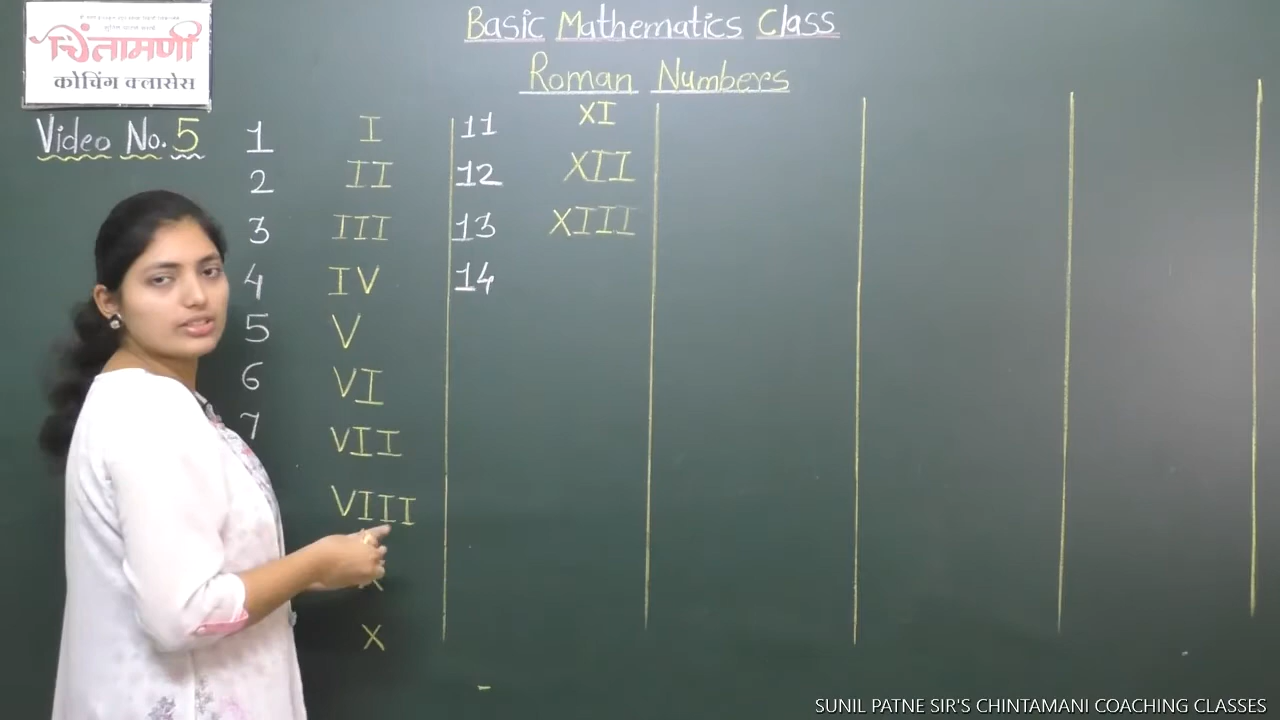 चिंतामणी
कोचिंग क्लासेस
Basic Mathematics Class
Roman Numbers
Video No. 5
1 I
2 II
3 III
4 IV
5 V
6 VI
7 VII
VIII
X
11 XI
12 XII
13 XIII
14
SUNIL PATNE SIR'S CHINTAMANI COACHING CLASSES